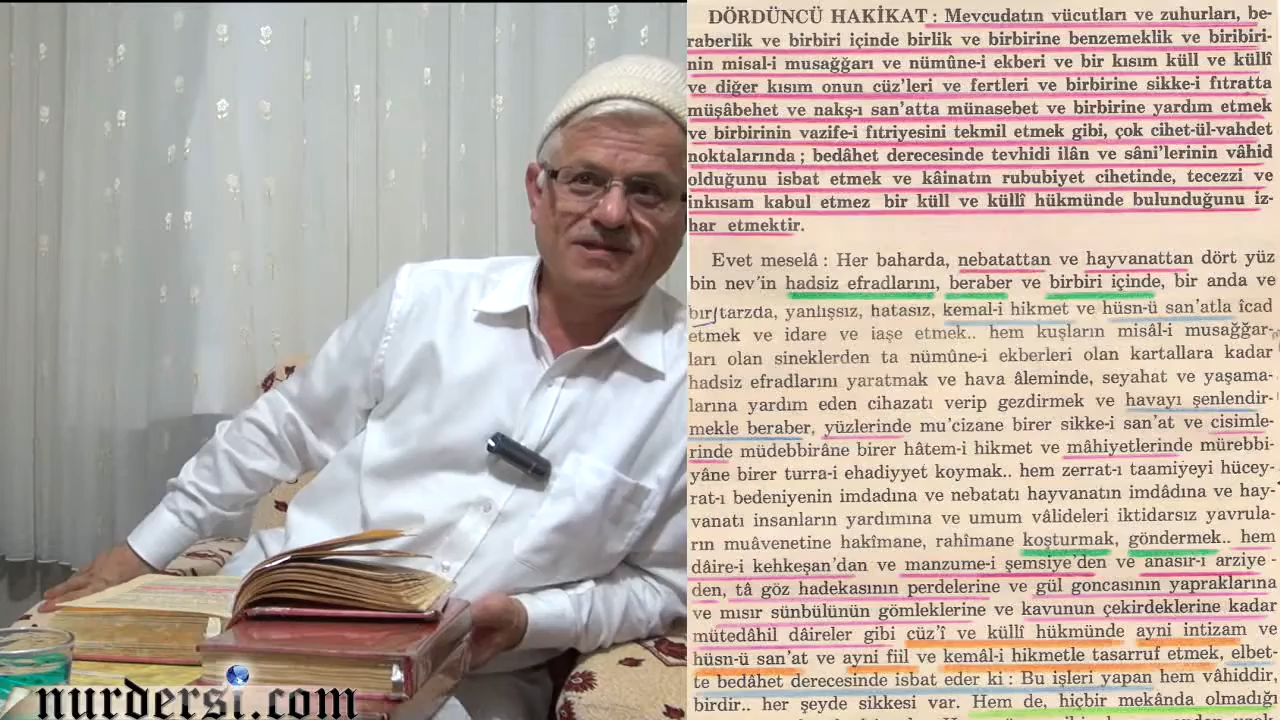 DÖRDÜNCÜ HAKİKAT : Mevcudatın vücutları ve zuhurları, be-
raberlik ve birbiri içinde birlik ve birbirine benzemeklik ve biribiri-
nin misal-i musağğarı ve nümûne-i ekberi ve bir kısım küll ve küllî
ve diğer kısım onun cüz'leri ve fertleri ve birbirine sikke-i fıtratta
müşâbehet ve nakş-ı san'atta münasebet ve birbirine yardım etmek
ve birbirinin vazife-i fıtriyesini tekmil etmek gibi, çok cihet-ül-vahdet
noktalarında ; bedâhet derecesinde tevhidi ilân ve sâni'lerinin vâhid
olduğunu isbat etmek ve kâinatın rububiyet cihetinde, tecezzi ve
inkısam kabul etmez bir küll ve küllî hükmünde bulunduğunu iz-
har etmektir.
Evet meselâ : Her baharda, nebatattan ve hayvanattan dört yüz
bin nev'in hadsiz efradlarını, beraber ve birbiri içinde, bir anda ve
bir tarzda, yanlışsız, hatasız, kemal-i hikmet ve hüsn-ü san'atla îcad
etmek ve idare ve iaşe etmek.. hem kuşların misâl-i musağğar-
ları olan sineklerden ta nümûne-i ekberleri olan kartallara kadar
hadsiz efradlarını yaratmak ve hava âleminde, seyahat ve yaşama-
larına yardım eden cihazatı verip gezdirmek ve havayı şenlendir-
mekle beraber, yüzlerinde mu'cizane birer sikke-i san'at ve cisimle-
rinde müdebbirâne birer hâtem-i hikmet ve mâhiyetlerinde mürebbi-
yâne birer turra-i ehadiyyet koymak.. hem zerrat-ı taamiyeyi hücey-
rat-ı bedeniyenin imdadına ve nebatatı hayvanatın imdâdına ve hay-
vanatı insanların yardımına ve umum vâlideleri iktidarsız yavrula-
rın muâvenetine hakîmane, rahîmane koşturmak, göndermek.. hem
dâire-i kehkeşan'dan ve manzume-i şemsiye'den ve anasır-ı arziye-
den, tâ göz hadekasının perdelerine ve gül goncasının yapraklarına
ve mısır sünbülünün gömleklerine ve kavunun çekirdeklerine kadar
mütedâhil dâireler gibi cüz'î ve küllî hükmünde ayni intizam ve
hüsn-ü san'at ve ayni fiil ve kemâl-i hikmetle tasarruf etmek, elbet-
te bedâhet derecesinde isbat eder ki : Bu işleri yapan hem vâhiddir,
birdir.. her şeyde sikkesi var. Hem de, hiçbir mekânda olmadığı
nurdersi.com